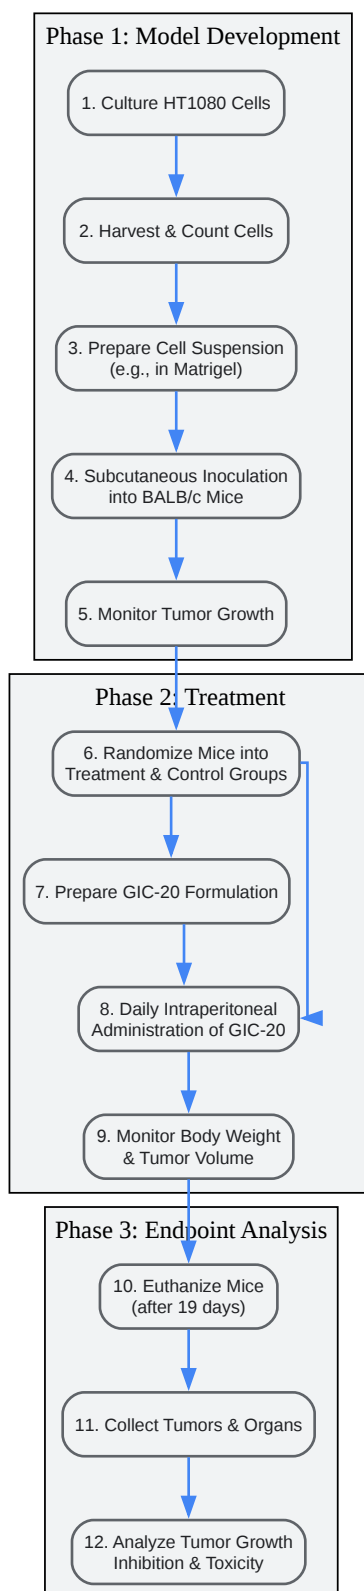 Phase 1: Model Development
1. Culture HT1080 Cells
2. Harvest & Count Cells
3. Prepare Cell Suspension
(e.g., in Matrigel)
4. Subcutaneous Inoculation
into BALB/c Mice
5. Monitor Tumor Growth
Phase 2: Treatment
6. Randomize Mice into
Treatment & Control Groups
7. Prepare GIC-20 Formulation
8. Daily Intraperitoneal
Administration of GIC-20
9. Monitor Body Weight
& Tumor Volume
Phase 3: Endpoint Analysis
10. Euthanize Mice
(after 19 days)
11. Collect Tumors & Organs
12. Analyze Tumor Growth
Inhibition & Toxicity